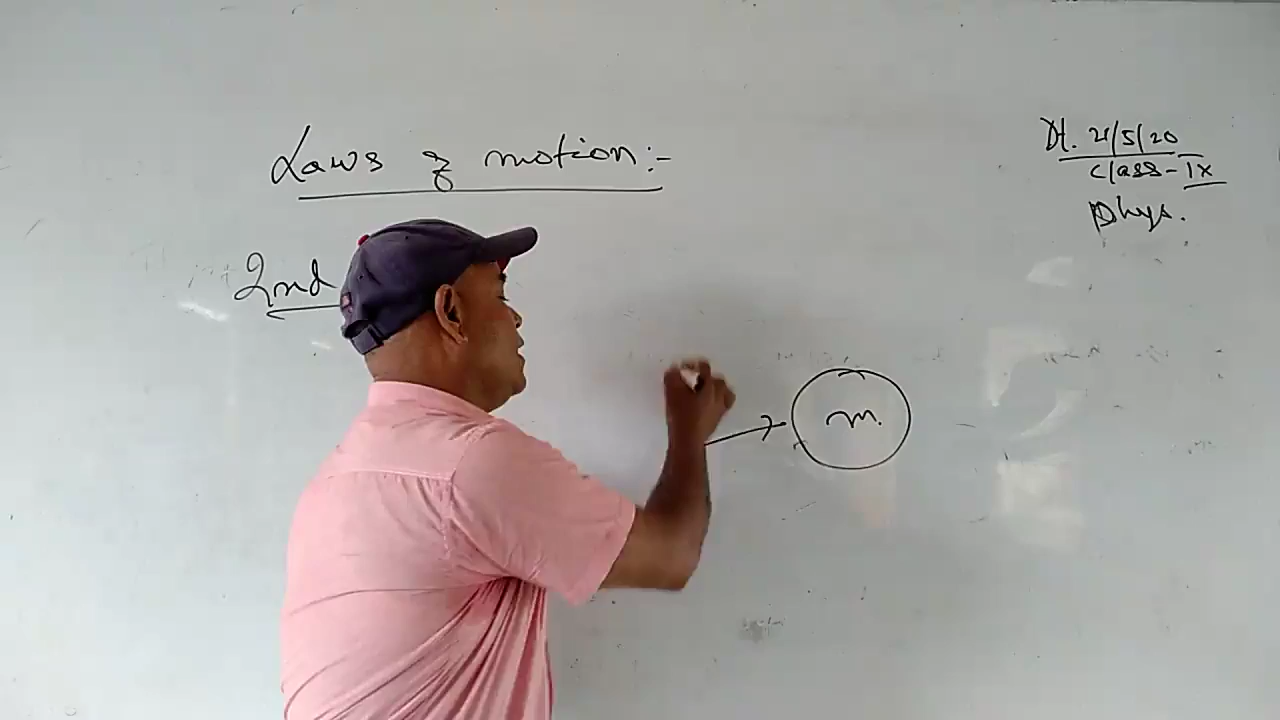 Laws of motion:-
Dt. 21/5/20
Class-IX
Phys.
2nd
m.